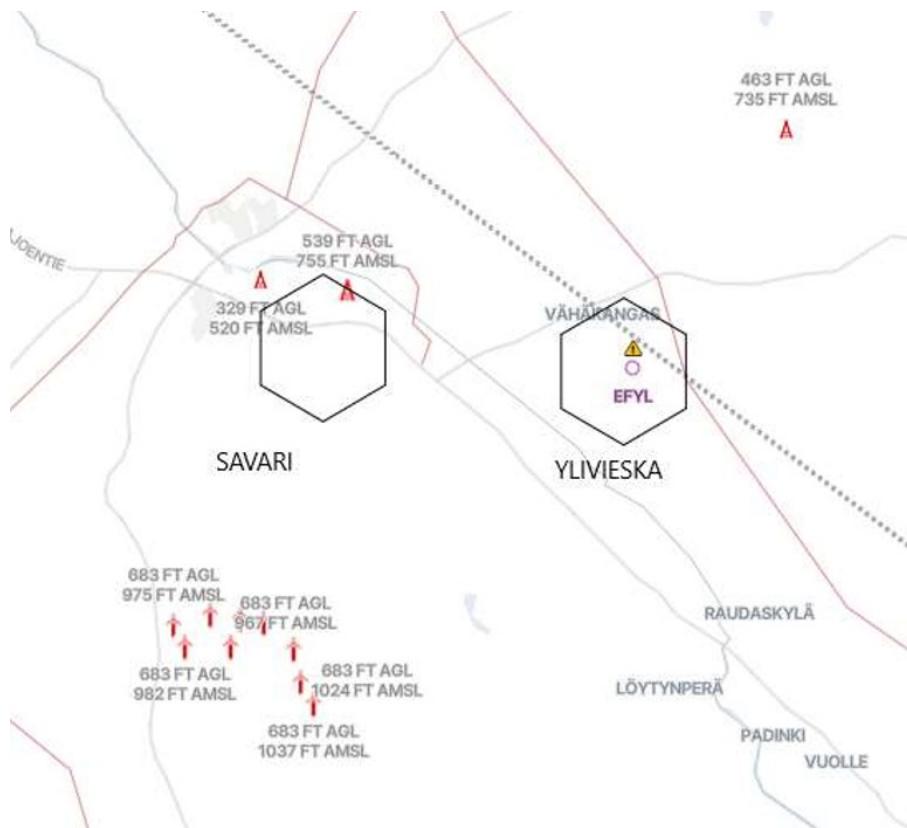 463 FT AGL
735 FT AMSL
JOENTIE
539 FT AGL
755 FT AMSL
329 FT AGL
520 FT AMSL
VÄHÄKANGAS
EFYL
SAVARI
YLIVIESKA
683 FT AGL
975 FT AMSL
683 FT AGL
967 FT AMSL
683 FT AGL
982 FT AMSL
683 FT AGL
1024 FT AMSL
683 FT AGL
1037 FT AMSL
RAUDASKYLÄ
LÖYTYNPERÄ
PADINKI
VUOLLE